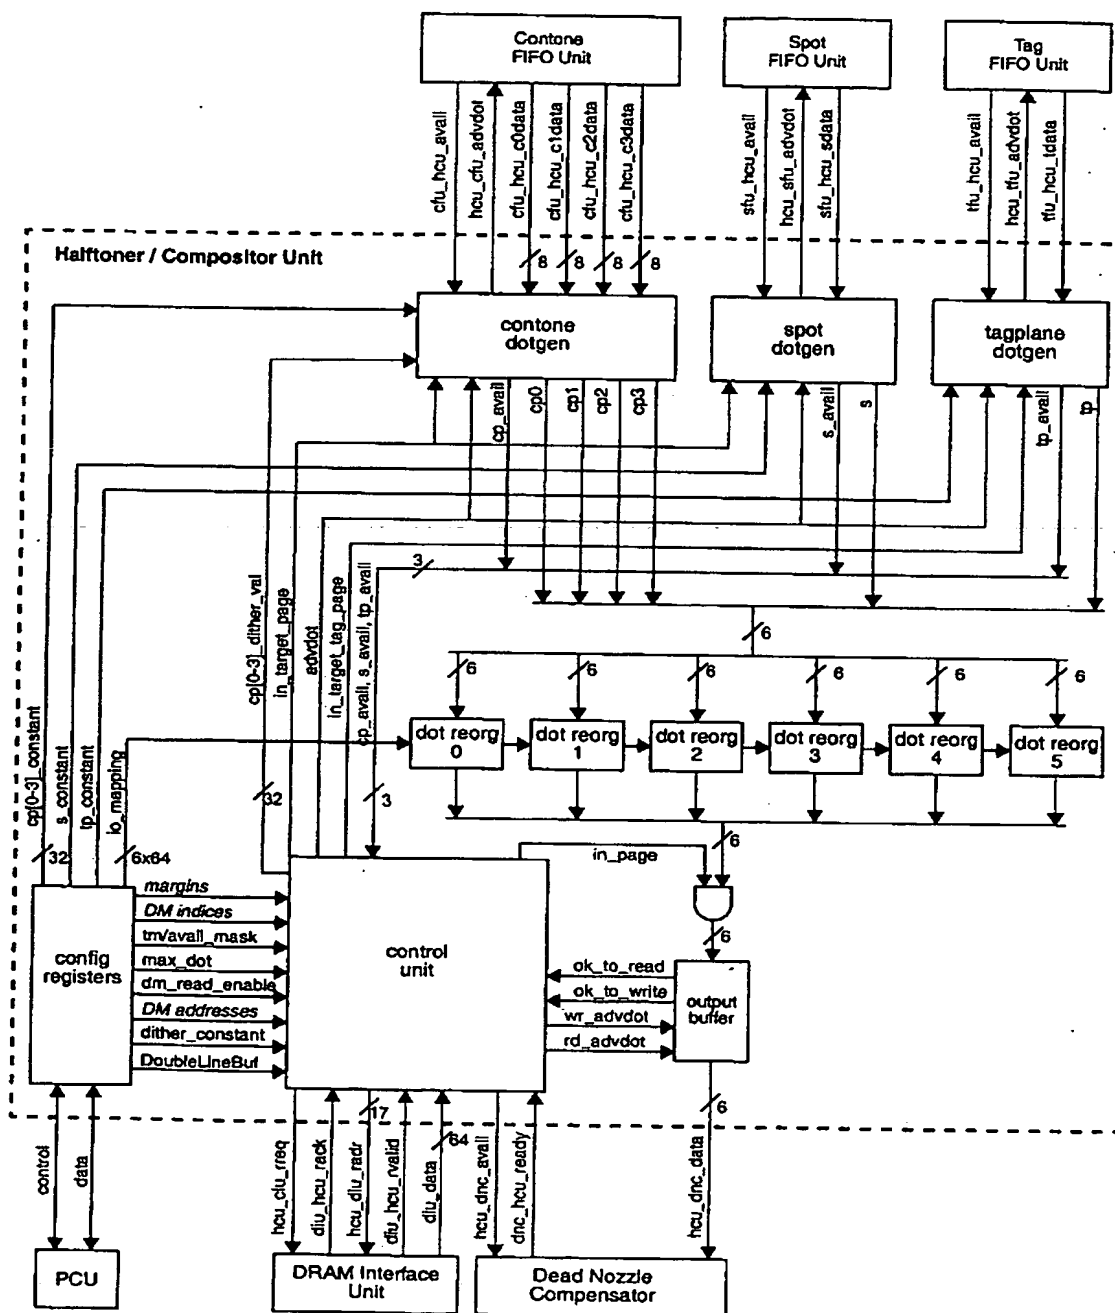 Contone
FIFO Unit
Spot
FIFO Unit
Tag
FIFO Unit
cfu_hcu_avail
hcu_cfu_advdot
cfu_hcu_c0data
cfu_hcu_c1data
cfu_hcu_c2data
cfu_hcu_c3data
sfu_hcu_avail
hcu_sfu_advdot
sfu_hcu_sdata
tfu_hcu_avail
hcu_tfu_advdot
tfu_hcu_tdata
Halftoner / Compositor Unit
8
8
8
8
contone
dotgen
spot
dotgen
tagplane
dotgen
cp_avail
cp0
cp1
cp2
cp3
s_avail
s
tp_avail
tp
3
6
cp[0-3]_dither_val
in_target_page
advdot
in_target_tag_page
cp_avail, s_avail, tp_avail
6
6
6
6
6
6
dot reorg
0
dot reorg
1
dot reorg
2
dot reorg
3
dot reorg
4
dot reorg
5
cp[0-3]_constant
s_constant
tp_constant
io_mapping
32
3
32
6x64
in_page
6
6
config
registers
margins
DM indices
tm/avail_mask
max_dot
dm_read_enable
DM addresses
dither_constant
DoubleLineBuf
control
unit
ok_to_read
ok_to_write
wr_advdot
rd_advdot
output
buffer
17
64
6
control
data
hcu_diu_rreq
diu_hcu_rack
hcu_diu_radr
diu_hcu_rvalid
diu_data
hcu_dnc_avail
dnc_hcu_ready
hcu_dnc_data
PCU
DRAM Interface
Unit
Dead Nozzle
Compensator